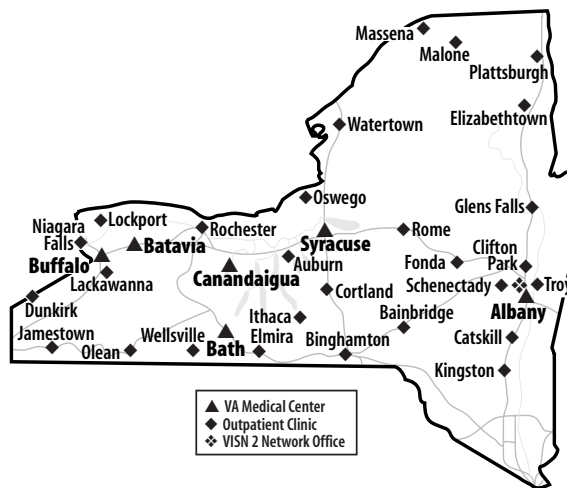 Massena
Malone
Plattsburgh
Elizabethtown
Watertown
Oswego
Glens Falls
Lockport
Niagara
Falls
Rochester
Batavia
Syracuse
Rome
Buffalo
Canandaigua
Auburn
Clifton
Park
Fonda
Lackawanna
Schenectady
Troy
Cortland
Dunkirk
Albany
Ithaca
Bainbridge
Jamestown
Wellsville
Elmira
Catskill
Olean
Bath
Binghamton
Kingston
VA Medical Center
Outpatient Clinic
VISN 2 Network Office